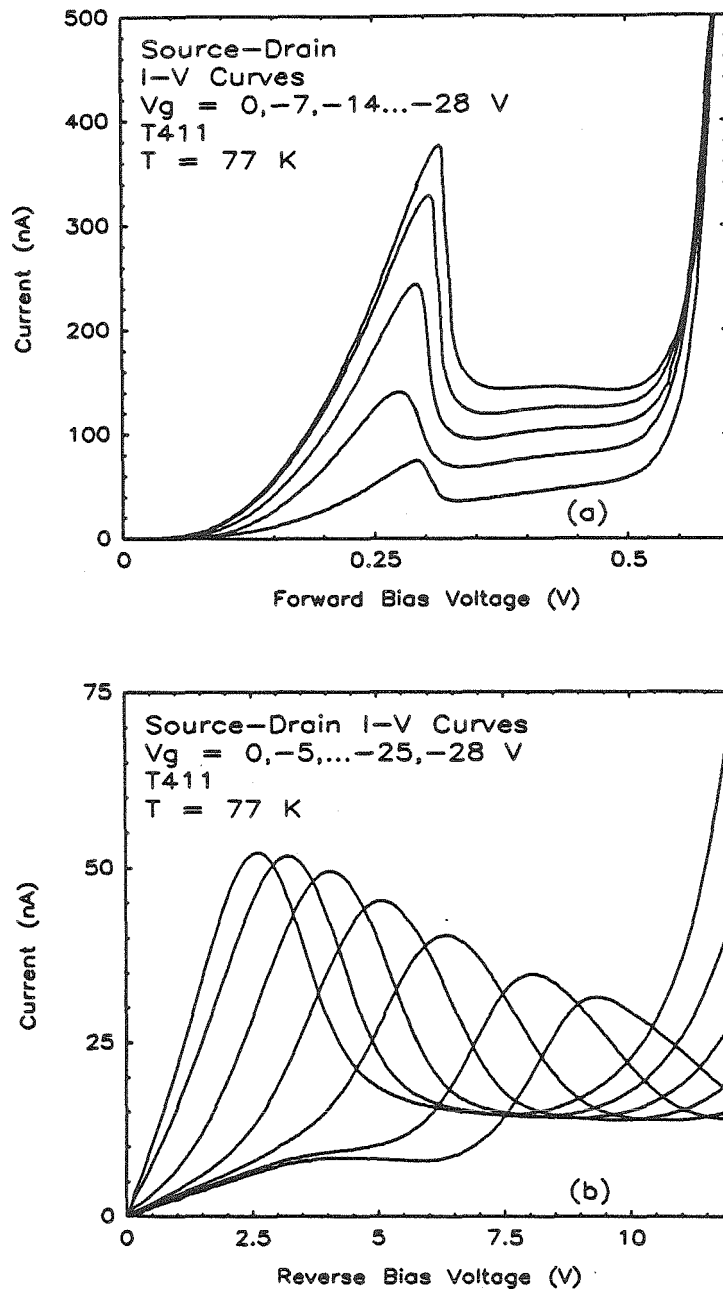 500
400
300
200
100
0
Current (nA)
Source-Drain
I-V Curves
Vg = 0,-7,-14...-28 V
T411
T = 77 K
(a)
0
0.25
0.5
Forward Bias Voltage (V)
75
50
25
0
Current (nA)
Source-Drain I-V Curves
Vg = 0,-5,...-25,-28 V
T411
T = 77 K
(b)
0
2.5
5
7.5
10
Reverse Bias Voltage (V)